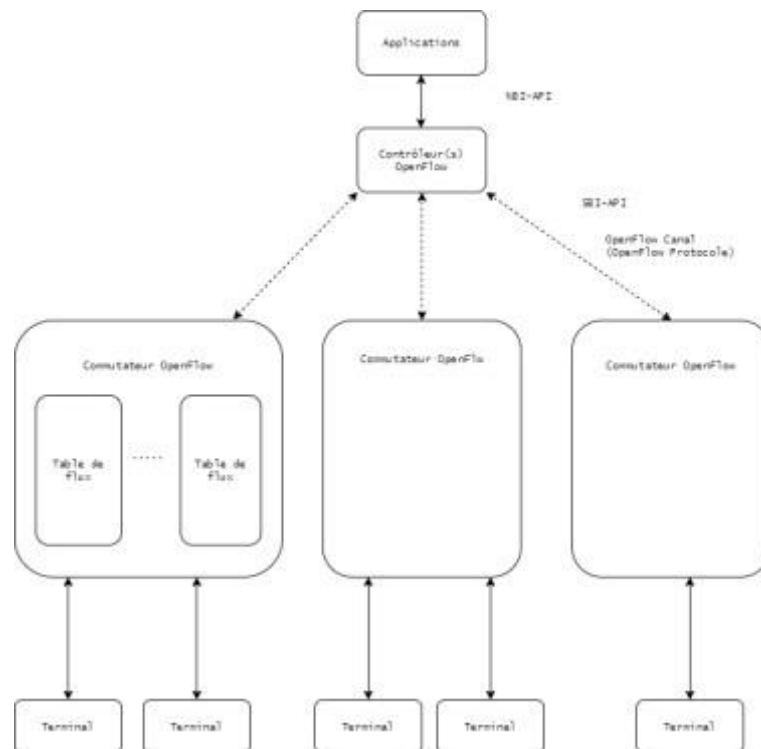 Applications
NBI-API
Contrôleur(s)
OpenFlow
SBI-API
OpenFlow Canal
(OpenFlow Protocole)
Commutateur OpenFlow
Commutateur OpenFlw
Commutateur OpenFlow
Table de
flux
.....
Table de
flux
Terminal
Terminal
Terminal
Terminal
Terminal